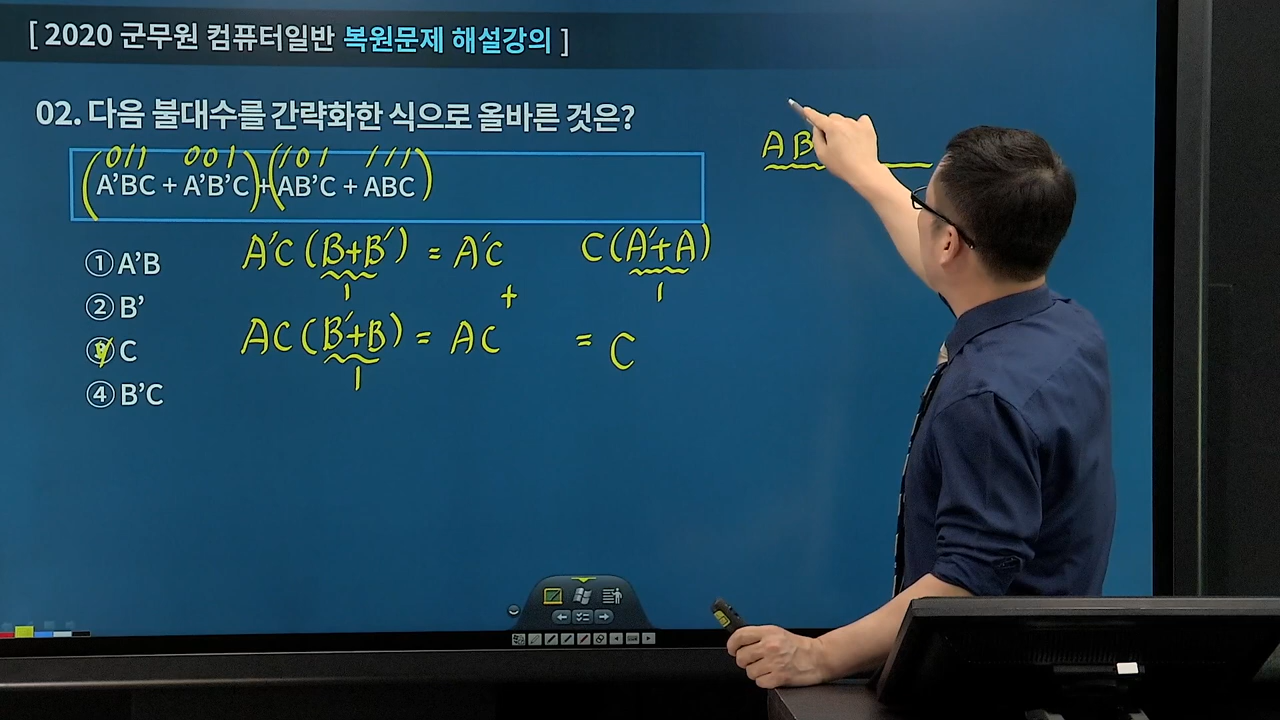 [ 2020 군무원 컴퓨터일반 복원문제 해설강의 ]
02. 다음 불대수를 간략화한 식으로 올바른 것은?
A B
(011 001)(101 111)
A'BC + A'B'C + AB'C + ABC
① A'B
② B'
③ C
④ B'C
A'C (B+B') = A'C
1
+
AC (B'+B) = AC
1
C(A'+A)
1
= C